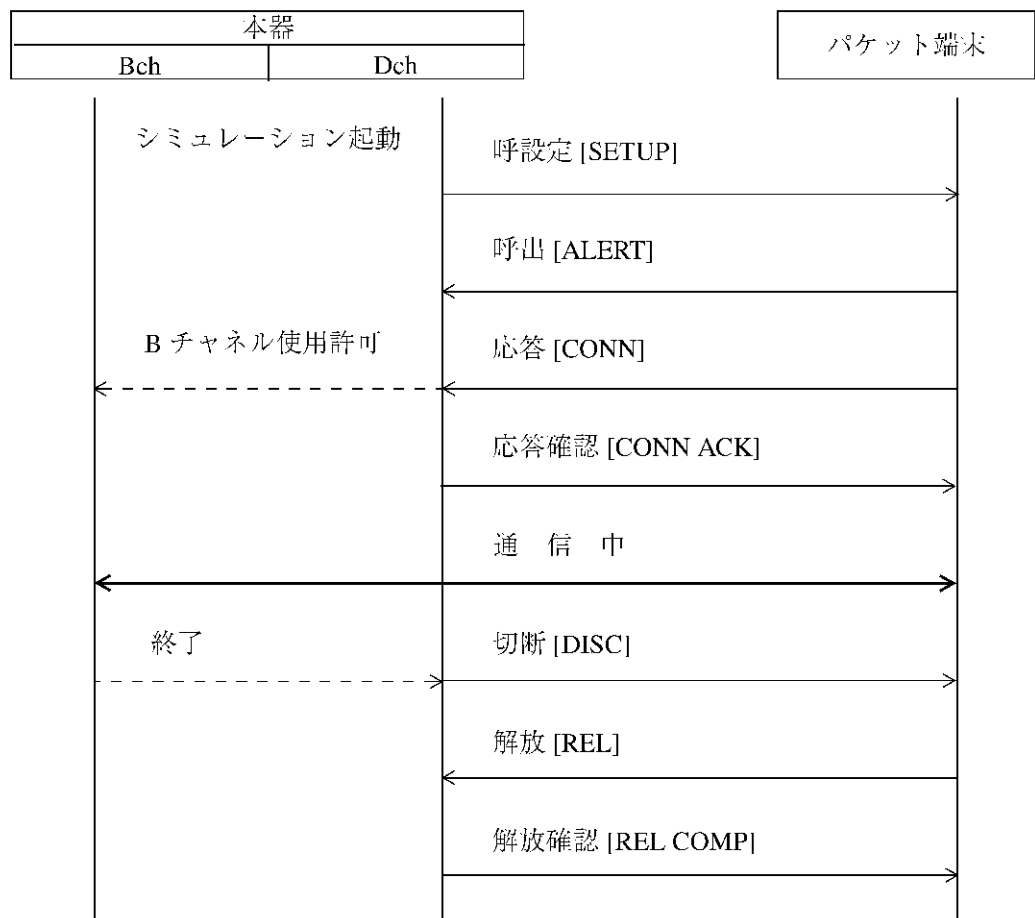 本器
Bch
Dch
パケット端末
シミュレーション起動
呼設定 [SETUP]
呼出 [ALERT]
B チャネル使用許可
応答 [CONN]
応答確認 [CONN ACK]
通 信 中
終了
切断 [DISC]
解放 [REL]
解放確認 [REL COMP]